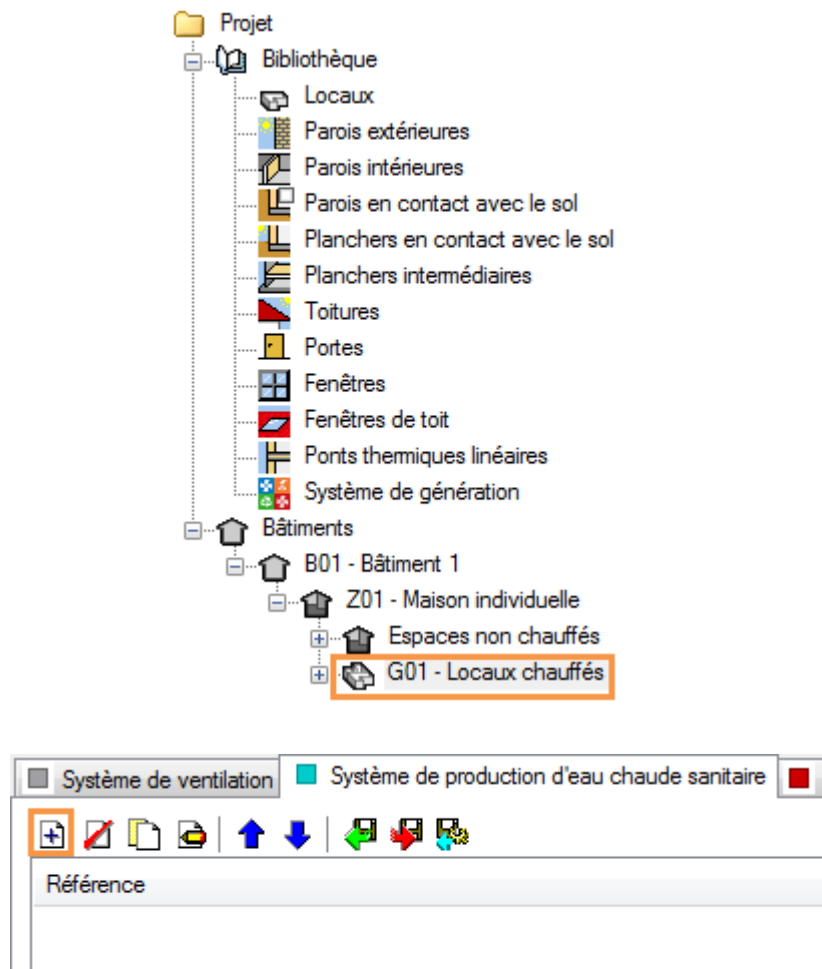 Projet
Bibliothèque
Locaux
Parois extérieures
Parois intérieures
Parois en contact avec le sol
Planchers en contact avec le sol
Planchers intermédiaires
Toitures
Portes
Fenêtres
Fenêtres de toit
Ponts thermiques linéaires
Système de génération
Bâtiments
B01 - Bâtiment 1
Z01 - Maison individuelle
Espaces non chauffés
G01 - Locaux chauffés
Système de ventilation Système de production d'eau chaude sanitaire
Référence